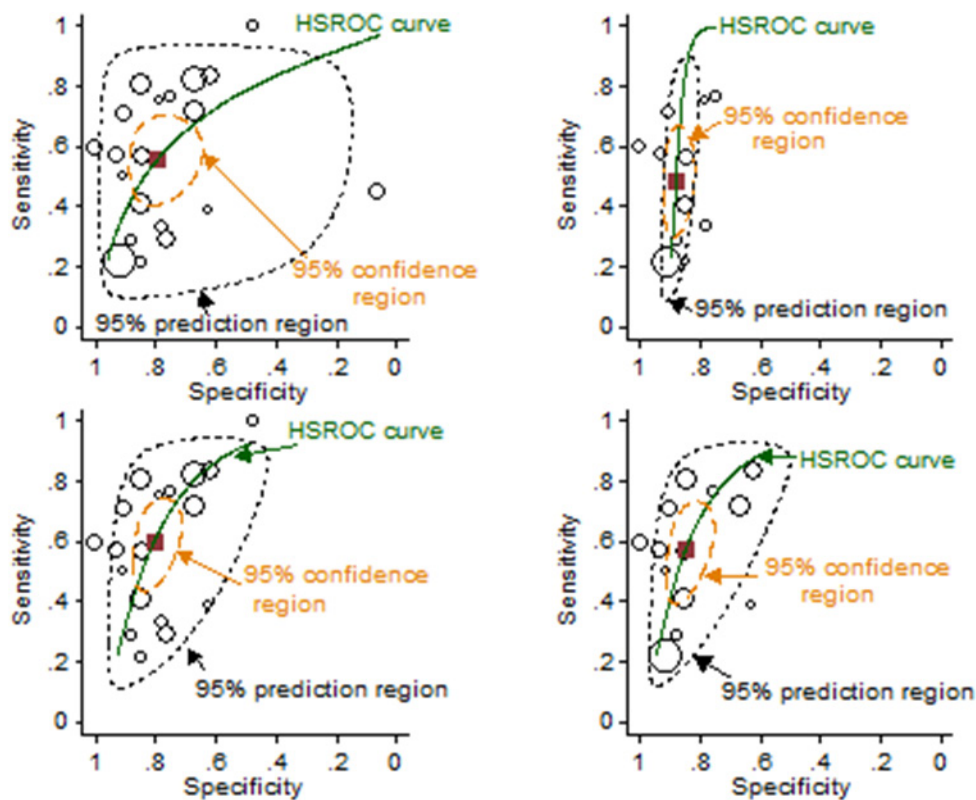 1
HSROC curve
.8
.6
.4
.2
0
Sensitivity
95% confidence
region
95% prediction region
1 .8 .6 .4 .2 0
Specificity
1
HSROC curve
.8
.6
.4
.2
0
Sensitivity
95% confidence
region
95% prediction region
1 .8 .6 .4 .2 0
Specificity
1
HSROC curve
.8
.6
.4
.2
0
Sensitivity
95% confidence
region
95% prediction region
1 .8 .6 .4 .2 0
Specificity
1
HSROC curve
.8
.6
.4
.2
0
Sensitivity
95% confidence
region
95% prediction region
1 .8 .6 .4 .2 0
Specificity